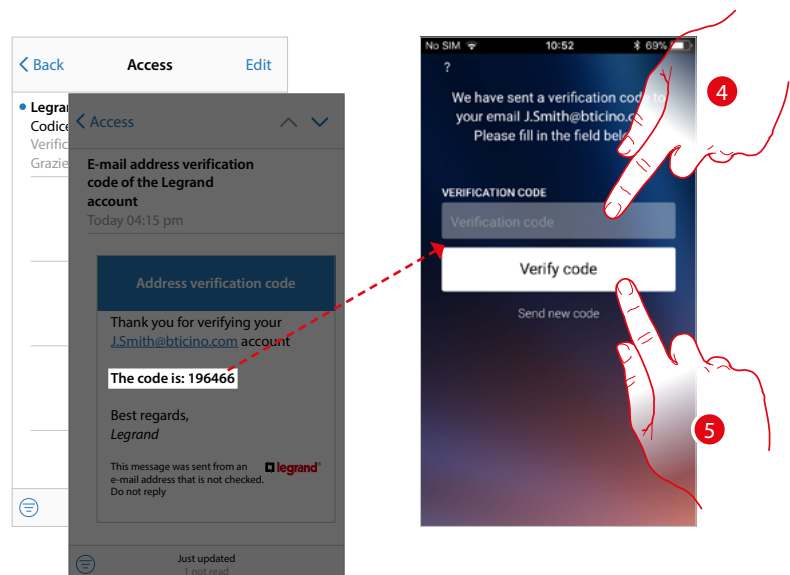 Back
Access
Edit
Legra
Codice
Verific
Grazie
Access
E-mail address verification
code of the Legrand
account
Today 04:15 pm
Address verification code
Thank you for verifying your
J.Smith@bticino.com account
The code is: 196466
Best regards,
Legrand
This message was sent from an
e-mail address that is not checked.
Do not reply
legrand®
Just updated
1 not read
No SIM
10:52
69%
?
We have sent a verification code to
your email J.Smith@bticino.c
Please fill in the field bel
VERIFICATION CODE
Verification code
Verify code
Send new code
4
5